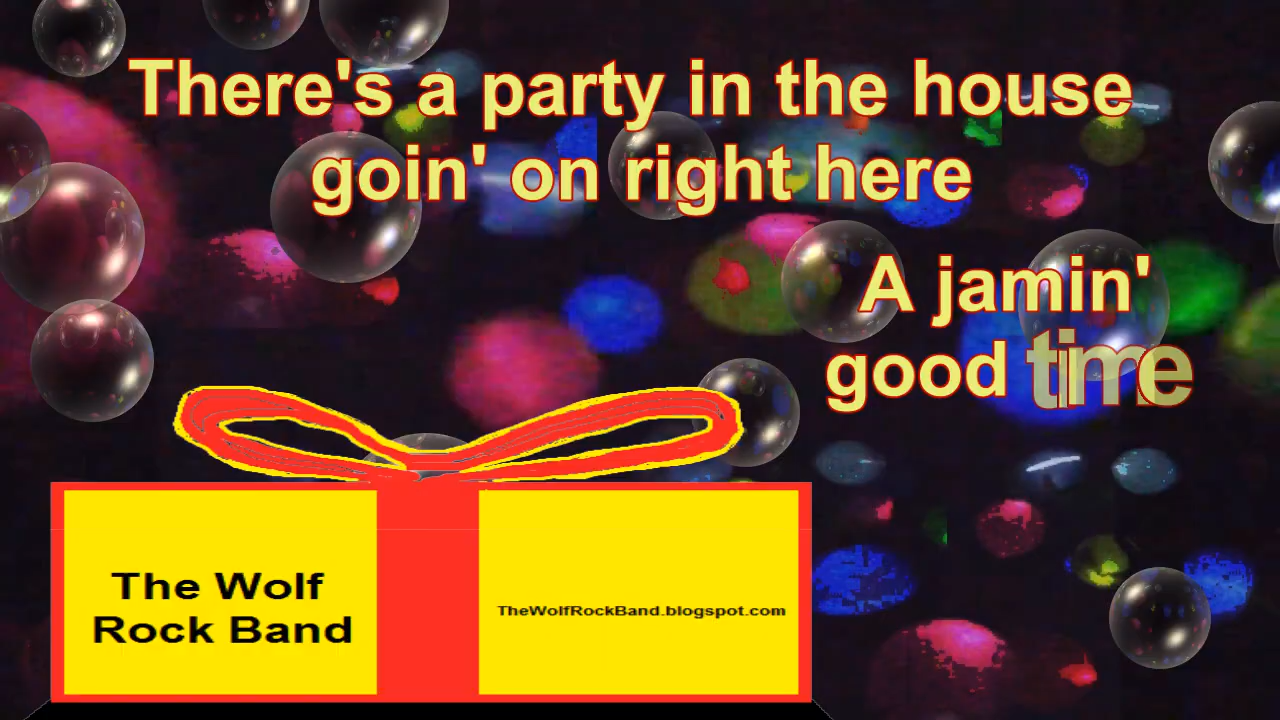 There's a party in the house
goin' on right here
A jamin'
good time
The Wolf
Rock Band
TheWolfRockBand.blogspot.com